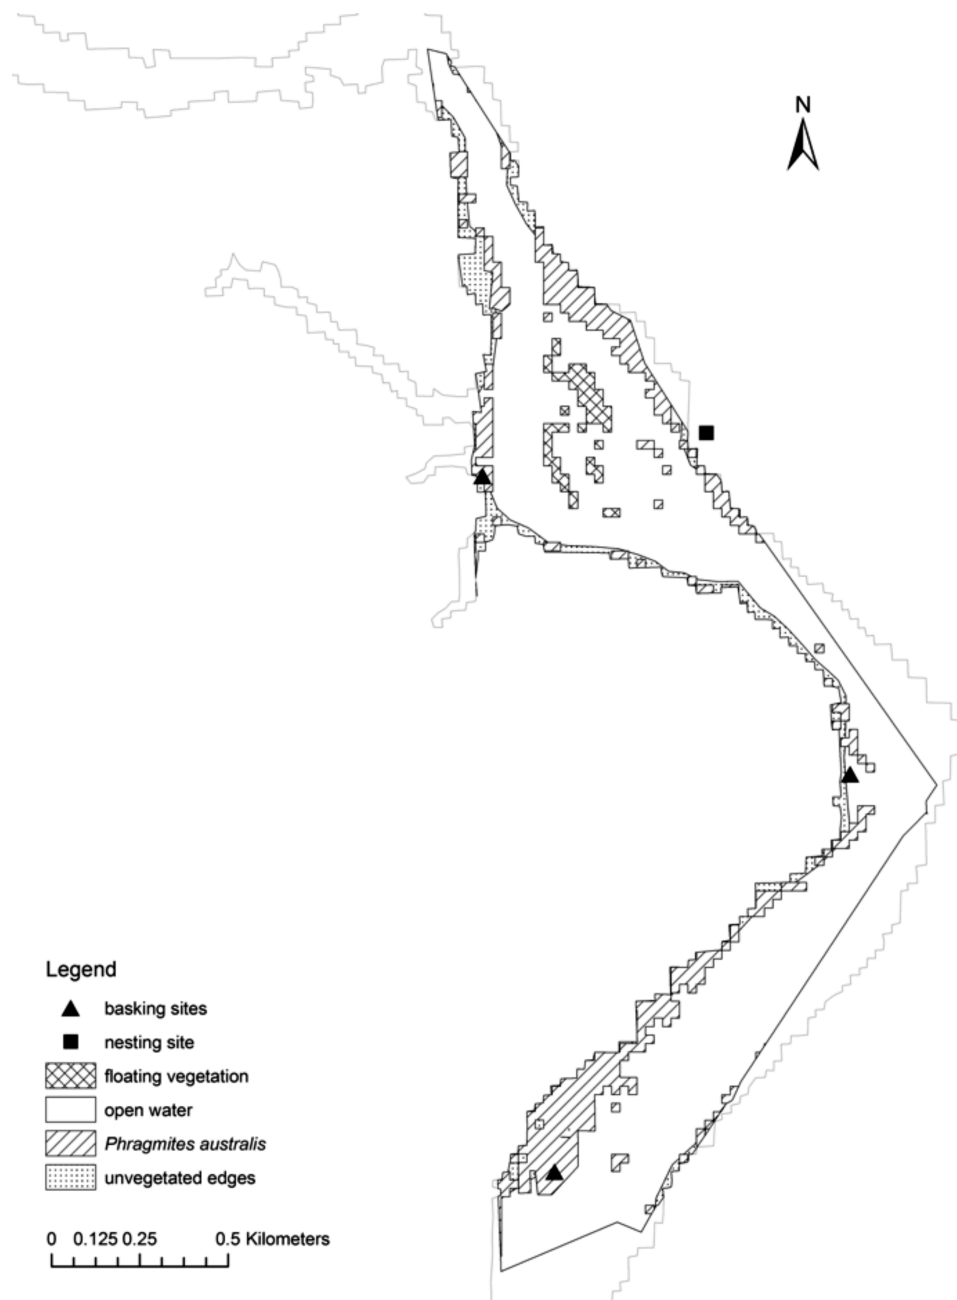 N
Legend
basking sites
nesting site
floating vegetation
open water
Phragmites australis
unvegetated edges
0 0.125 0.25 0.5 Kilometers